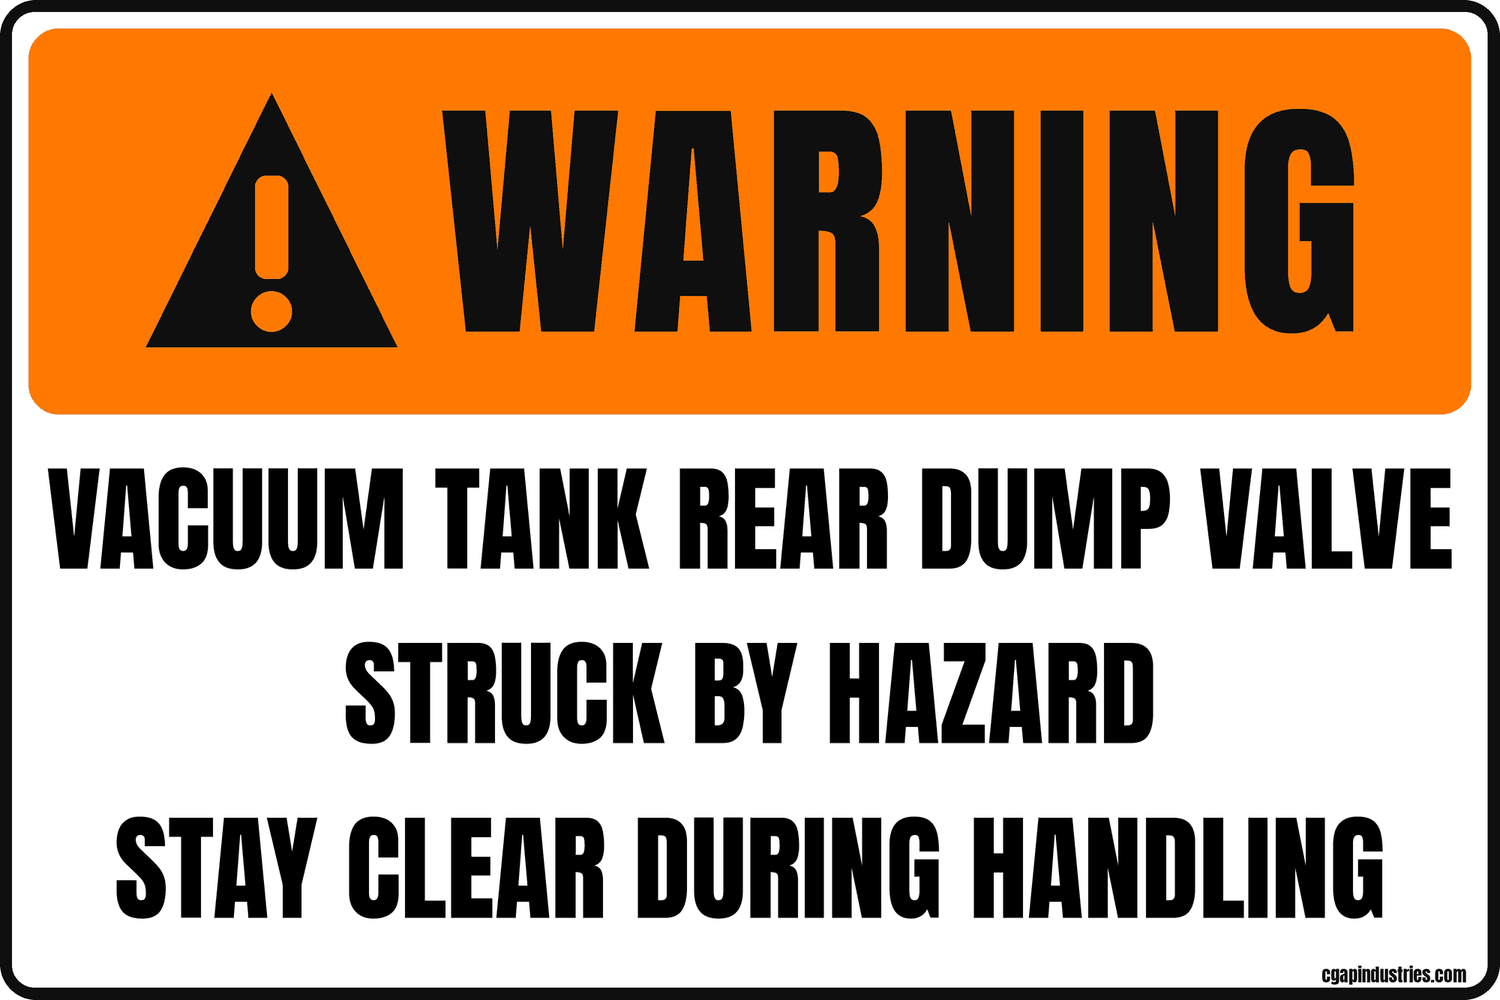 WARNING
VACUUM TANK REAR DUMP VALVE
STRUCK BY HAZARD
STAY CLEAR DURING HANDLING
cgapindustries.com